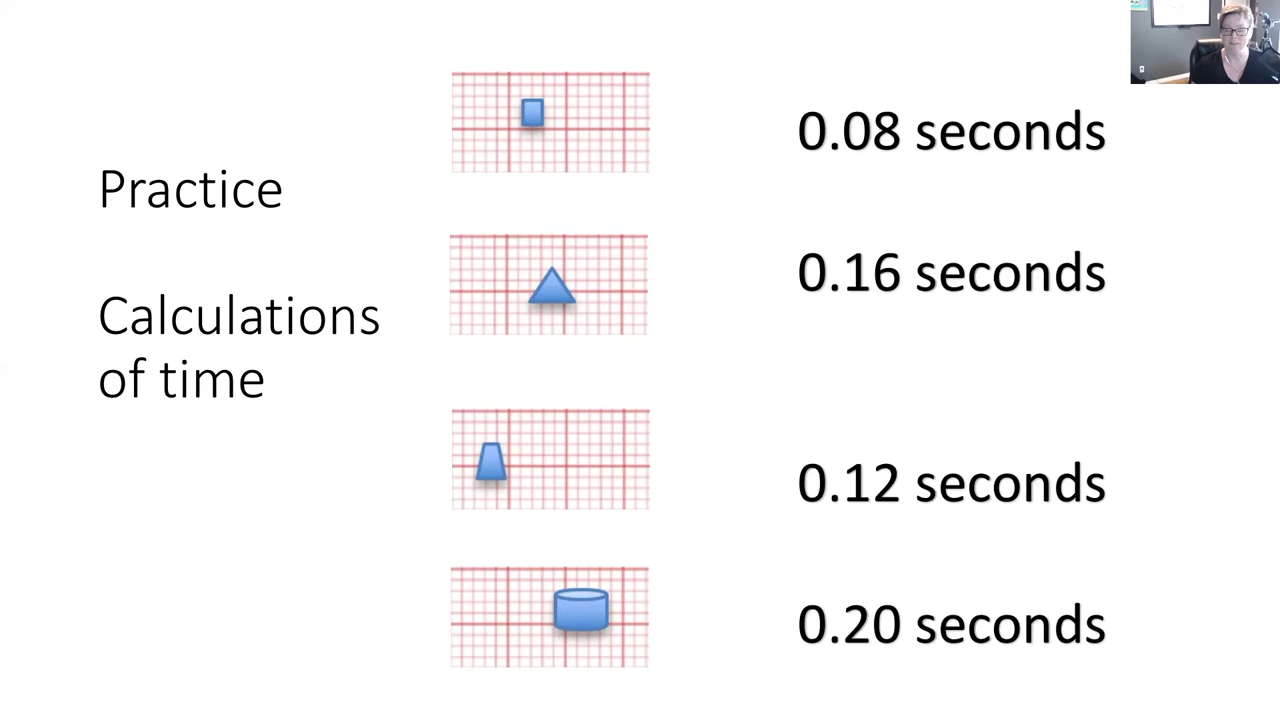 Practice
Calculations
of time
0.08 seconds
0.16 seconds
0.12 seconds
0.20 seconds